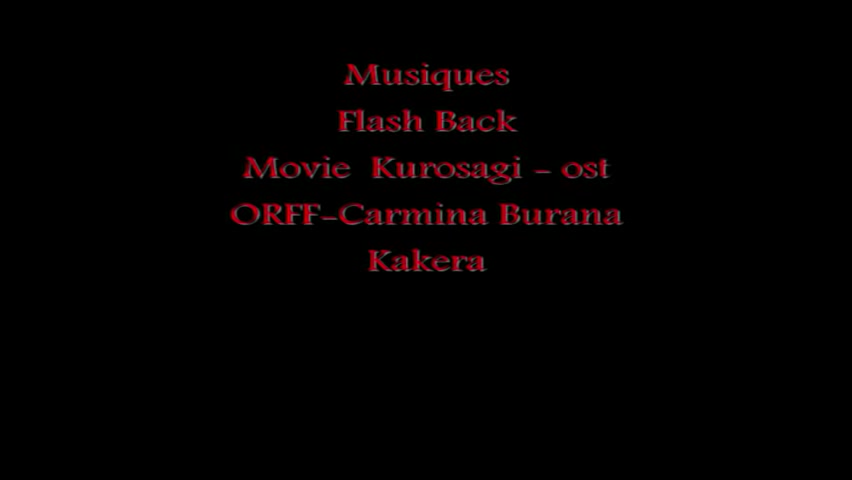 Musiques
Flash Back
Movie Kurosagi - ost
ORFF-Carmina Burana
Kakera